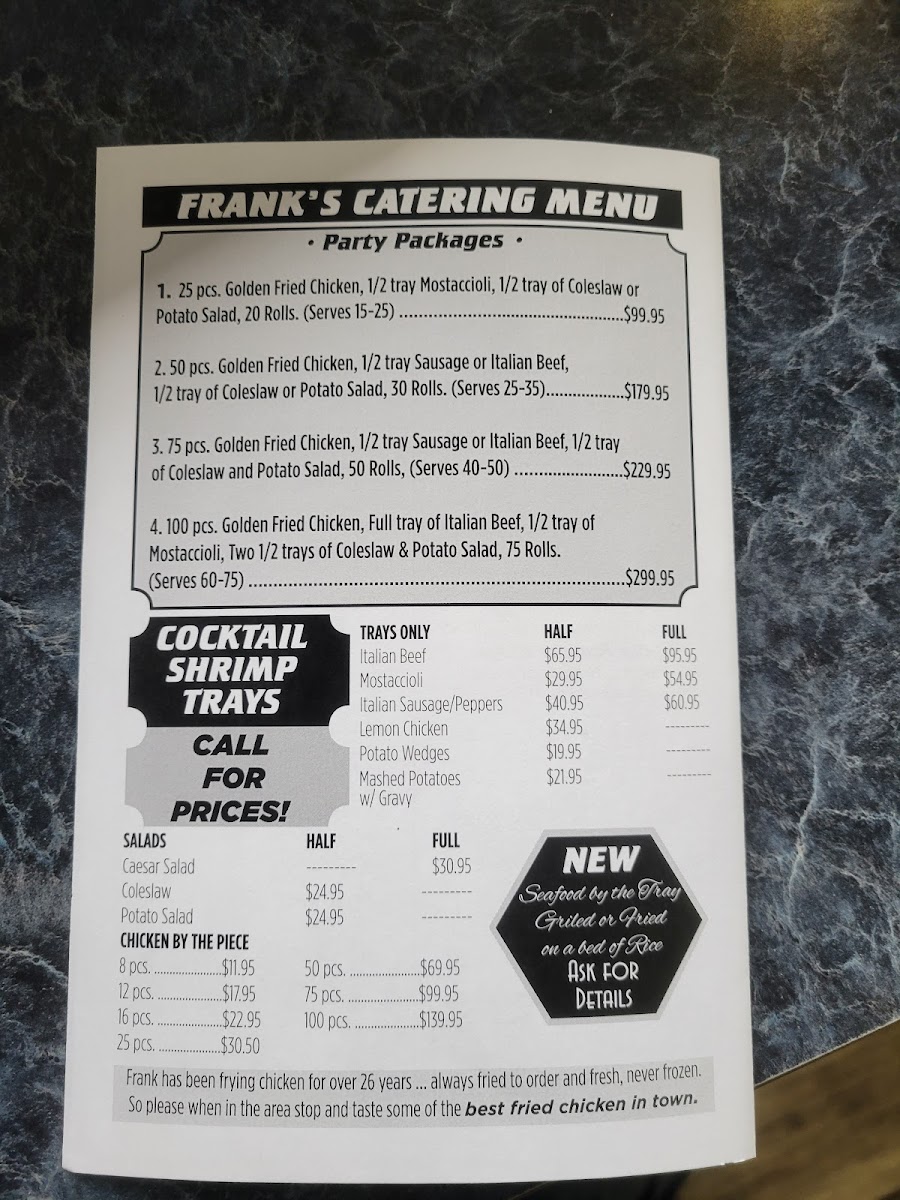 FRANK'S CATERING MENU
• Party Packages •
1. 25 pcs. Golden Fried Chicken, 1/2 tray Mostaccioli, 1/2 tray of Coleslaw or
Potato Salad, 20 Rolls. (Serves 15-25) ..................................................$99.95
2. 50 pcs. Golden Fried Chicken, 1/2 tray Sausage or Italian Beef,
1/2 tray of Coleslaw or Potato Salad, 30 Rolls. (Serves 25-35)..................$179.95
3. 75 pcs. Golden Fried Chicken, 1/2 tray Sausage or Italian Beef, 1/2 tray
of Coleslaw and Potato Salad, 50 Rolls, (Serves 40-50) .........................$229.95
4. 100 pcs. Golden Fried Chicken, Full tray of Italian Beef, 1/2 tray of
Mostaccioli, Two 1/2 trays of Coleslaw & Potato Salad, 75 Rolls.
(Serves 60-75) ....................................................................................$299.95
COCKTAIL
SHRIMP
TRAYS
CALL
FOR
PRICES!
TRAYS ONLY HALF FULL
Italian Beef $65.95 $95.95
Mostaccioli $29.95 $54.95
Italian Sausage/Peppers $40.95 $60.95
Lemon Chicken $34.95 ---------
Potato Wedges $19.95 ---------
Mashed Potatoes $21.95 ---------
w/ Gravy
SALADS HALF FULL
Caesar Salad --------- $30.95
Coleslaw $24.95 ---------
Potato Salad $24.95 ---------
CHICKEN BY THE PIECE
8 pcs. ...................$11.95 50 pcs. ...................$69.95
12 pcs. ..................$17.95 75 pcs. ...................$99.95
16 pcs. ..................$22.95 100 pcs. .................$139.95
25 pcs. ..................$30.50
NEW
Seafood by the Tray
Griled or Fried
on a bed of Rice
ASK FOR
DETAILS
Frank has been frying chicken for over 26 years ... always fried to order and fresh, never frozen.
So please when in the area stop and taste some of the best fried chicken in town.